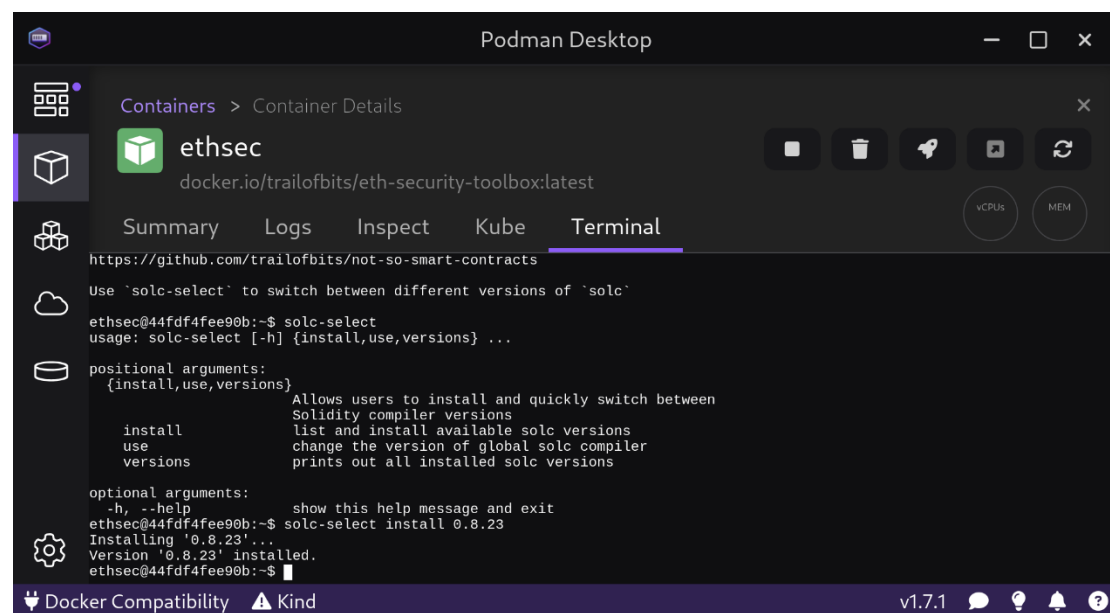 Podman Desktop
Containers > Container Details
ethsec
docker.io/trailofbits/eth-security-toolbox:latest
vCPUs
MEM
Summary Logs Inspect Kube Terminal
https://github.com/trailofbits/not-so-smart-contracts
Use `solc-select` to switch between different versions of `solc`
ethsec@44fdf4fee90b:~$ solc-select
usage: solc-select [-h] {install,use,versions} ...
positional arguments:
{install,use,versions}
Allows users to install and quickly switch between
Solidity compiler versions
install list and install available solc versions
use change the version of global solc compiler
versions prints out all installed solc versions
optional arguments:
-h, --help show this help message and exit
ethsec@44fdf4fee90b:~$ solc-select install 0.8.23
Installing '0.8.23'...
Version '0.8.23' installed.
ethsec@44fdf4fee90b:~$
Docker Compatibility Kind v1.7.1